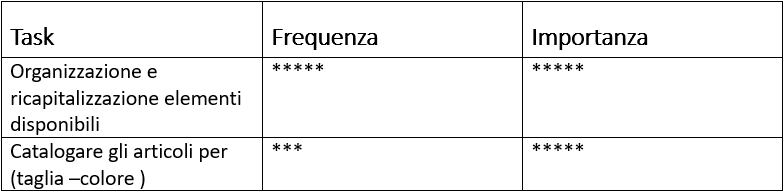 Task Frequenza Importanza
Organizzazione e ***** *****
ricapitalizzazione elementi
disponibili
Catalogare gli articoli per *** *****
(taglia –colore )